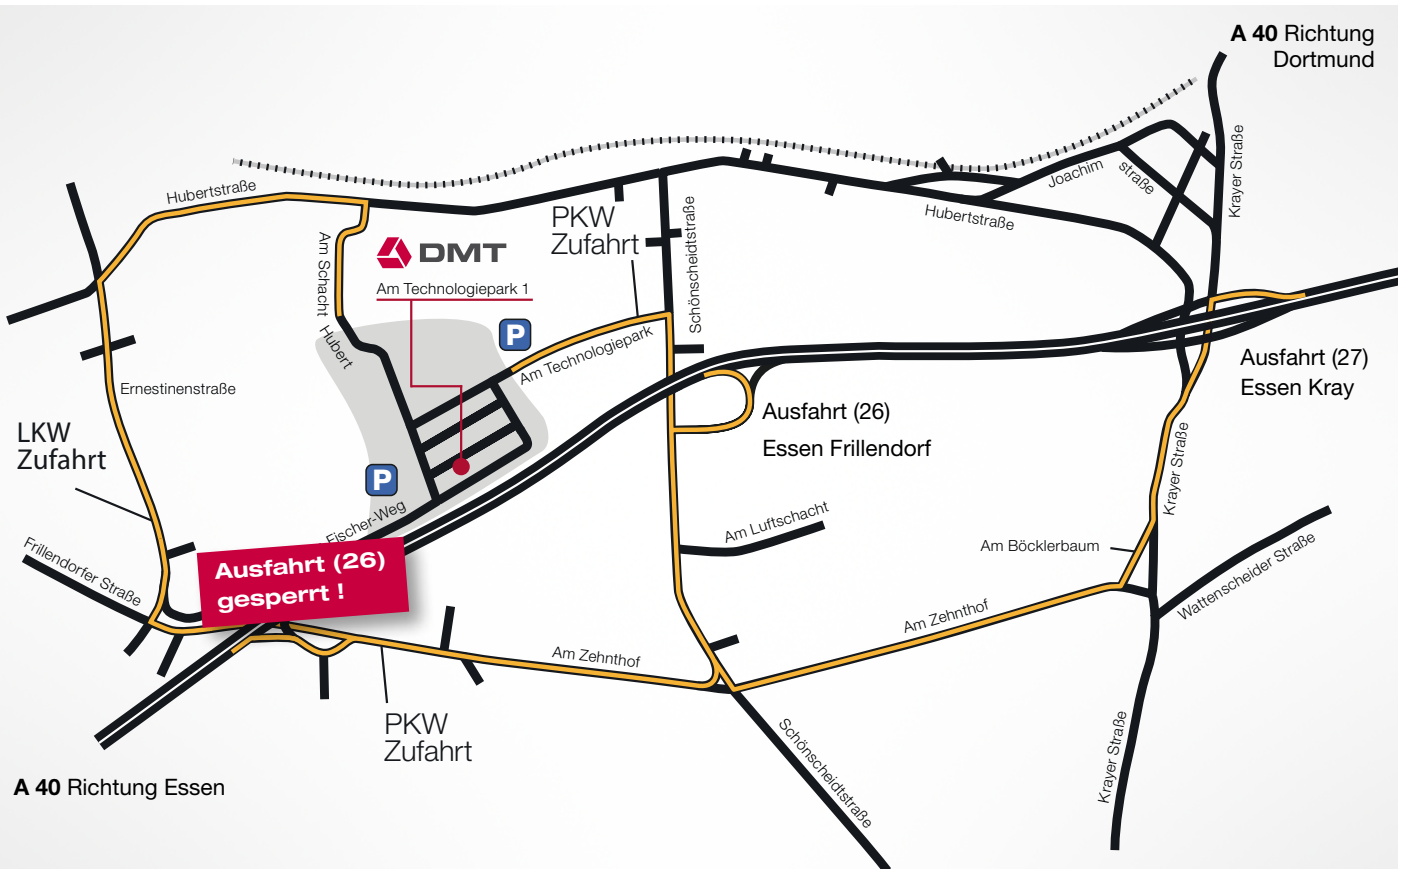 A 40 Richtung
Dortmund
Krayer Straße
Joachim
straße
Hubertstraße
Hubertstraße
PKW
Zufahrt
Schönscheidtstraße
Am Schacht
Hubert
DMT
Am Technologiepark 1
P
Am Technologiepark
Ausfahrt (27)
Essen Kray
Ernestinenstraße
Ausfahrt (26)
Essen Frillendorf
LKW
Zufahrt
P
Krayer Straße
Fischer-Weg
Am Luftschacht
Am Böcklerbaum
Wattenscheider Straße
Frillendorfer Straße
Ausfahrt (26)
gesperrt !
Am Zehnthof
Am Zehnthof
PKW
Zufahrt
Schönscheidtstraße
Krayer Straße
A 40 Richtung Essen